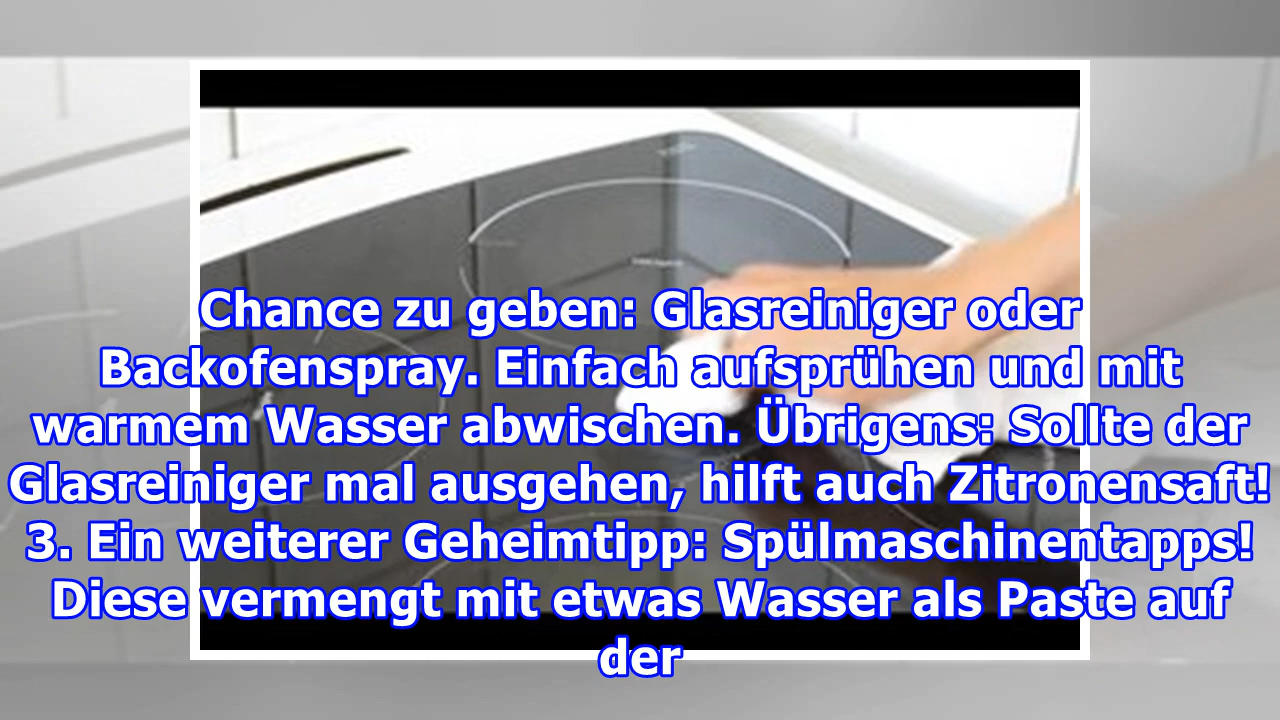 Chance zu geben: Glasreiniger oder
Backofenspray. Einfach aufsprühen und mit
warmem Wasser abwischen. Übrigens: Sollte der
Glasreiniger mal ausgehen, hilft auch Zitronensaft!
3. Ein weiterer Geheimtipp: Spülmaschinentapps!
Diese vermengt mit etwas Wasser als Paste auf
der